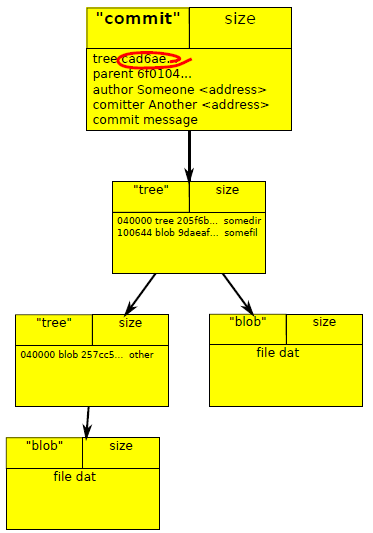 "commit" size
tree cad6ae...
parent 6f0104...
author Someone <address>
comitter Another <address>
commit message
"tree" size
040000 tree 205f6b... somedir
100644 blob 9daeaf... somefil
"tree" size
040000 blob 257cc5... other
"blob" size
file dat
"blob" size
file dat